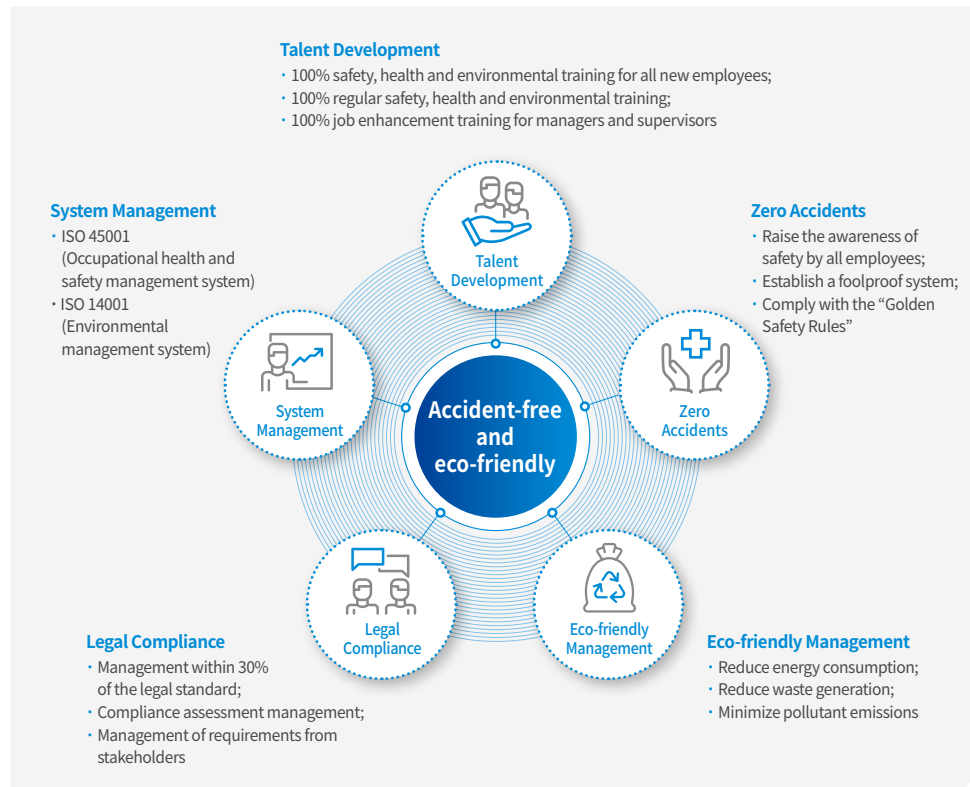 Talent Development
· 100% safety, health and environmental training for all new employees;
· 100% regular safety, health and environmental training;
· 100% job enhancement training for managers and supervisors
System Management
· ISO 45001
(Occupational health and
safety management system)
· ISO 14001
(Environmental
management system)
Zero Accidents
· Raise the awareness of
safety by all employees;
· Establish a foolproof system;
· Comply with the “Golden
Safety Rules”
Talent
Development
System
Management
Zero
Accidents
Accident-free
and
eco-friendly
Legal
Compliance
Eco-friendly
Management
Legal Compliance
· Management within 30%
of the legal standard;
· Compliance assessment management;
· Management of requirements from
stakeholders
Eco-friendly Management
· Reduce energy consumption;
· Reduce waste generation;
· Minimize pollutant emissions